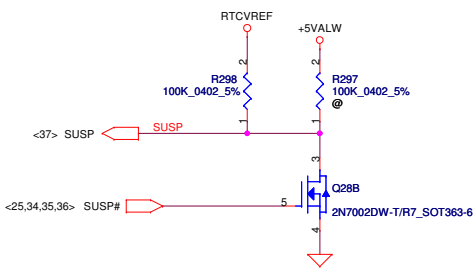 RTCVREF
+5VALW
2
2
R298
100K_0402_5%
R297
100K_0402_5%
@
1
1
<37> SUSP
SUSP
3
Q28B
<25,34,35,36> SUSP#
5
2N7002DW-T/R7_SOT363-6
4